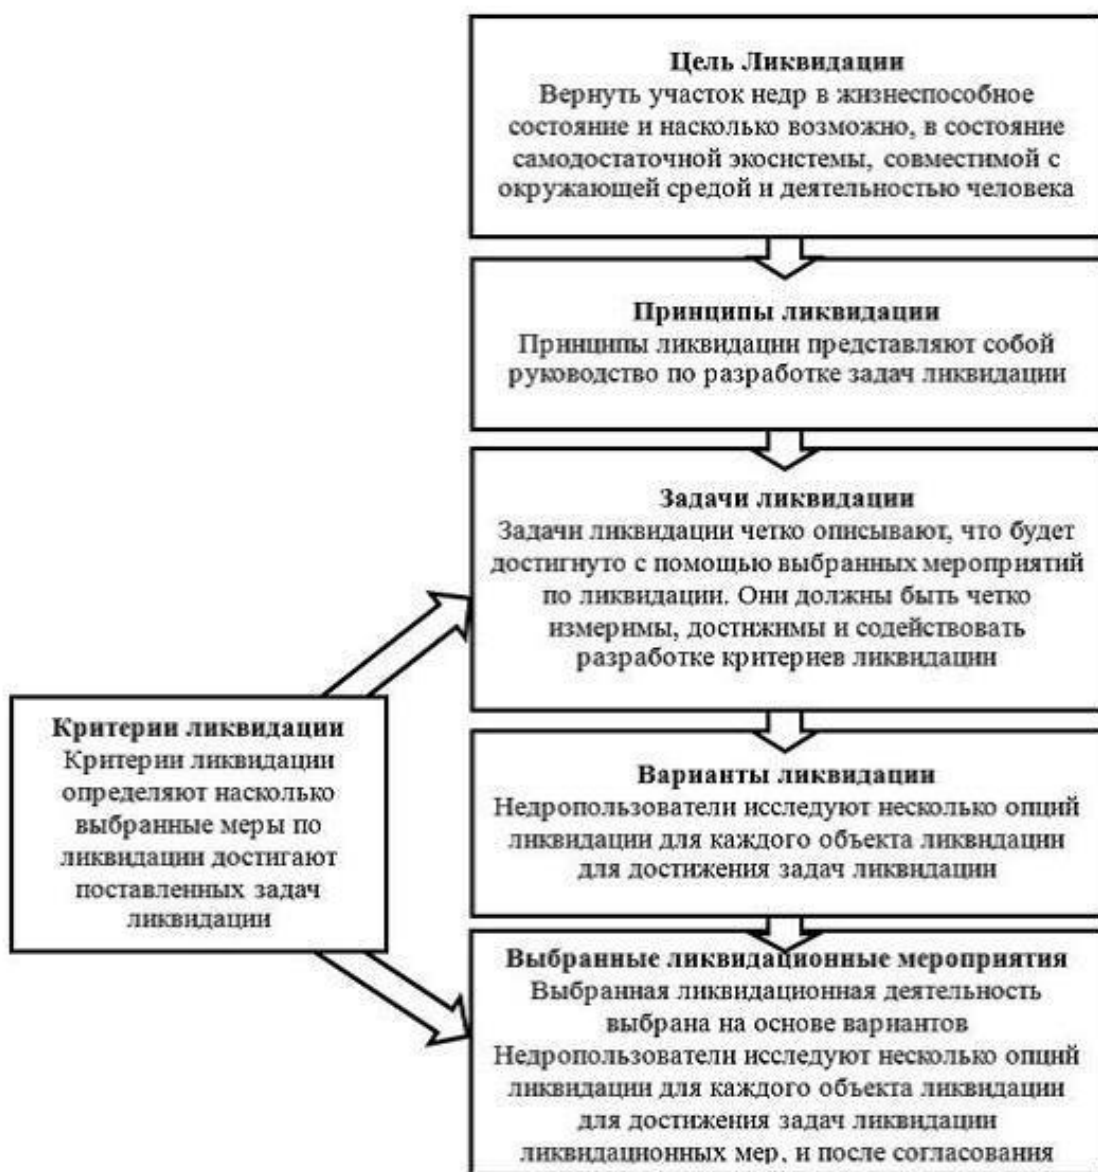 Цель Ликвидации
Вернуть участок недр в жизнеспособное
состояние и насколько возможно, в состояние
самодостаточной экосистемы, совместимой с
окружающей средой и деятельностью человека
Принципы ликвидации
Принципы ликвидации представляют собой
руководство по разработке задач ликвидации
Задачи ликвидации
Задачи ликвидации четко описывают, что будет
достигнуто с помощью выбранных мероприятий
по ликвидации. Они должны быть четко
измеримы, достижимы и содействовать
разработке критериев ликвидации
Критерии ликвидации
Критерии ликвидации
определяют насколько
выбранные меры по
ликвидации достигают
поставленных задач
ликвидации
Варианты ликвидации
Недропользователи исследуют несколько опций
ликвидации для каждого объекта ликвидации
для достижения задач ликвидации
Выбранные ликвидационные мероприятия
Выбранная ликвидационная деятельность
выбрана на основе вариантов
Недропользователи исследуют несколько опций
ликвидации для каждого объекта ликвидации
для достижения задач ликвидации
ликвидационных мер, и после согласования